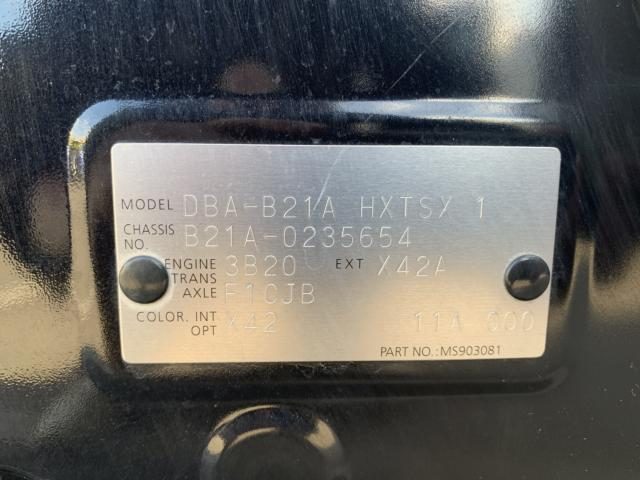 MODEL DBA-B21A HXTSX 1
CHASSIS NO. B21A-0235654
ENGINE 3B20 EXT X42A
TRANS AXLE F1CJB
COLOR. INT X42 11A C00
OPT
PART NO.: MS903081